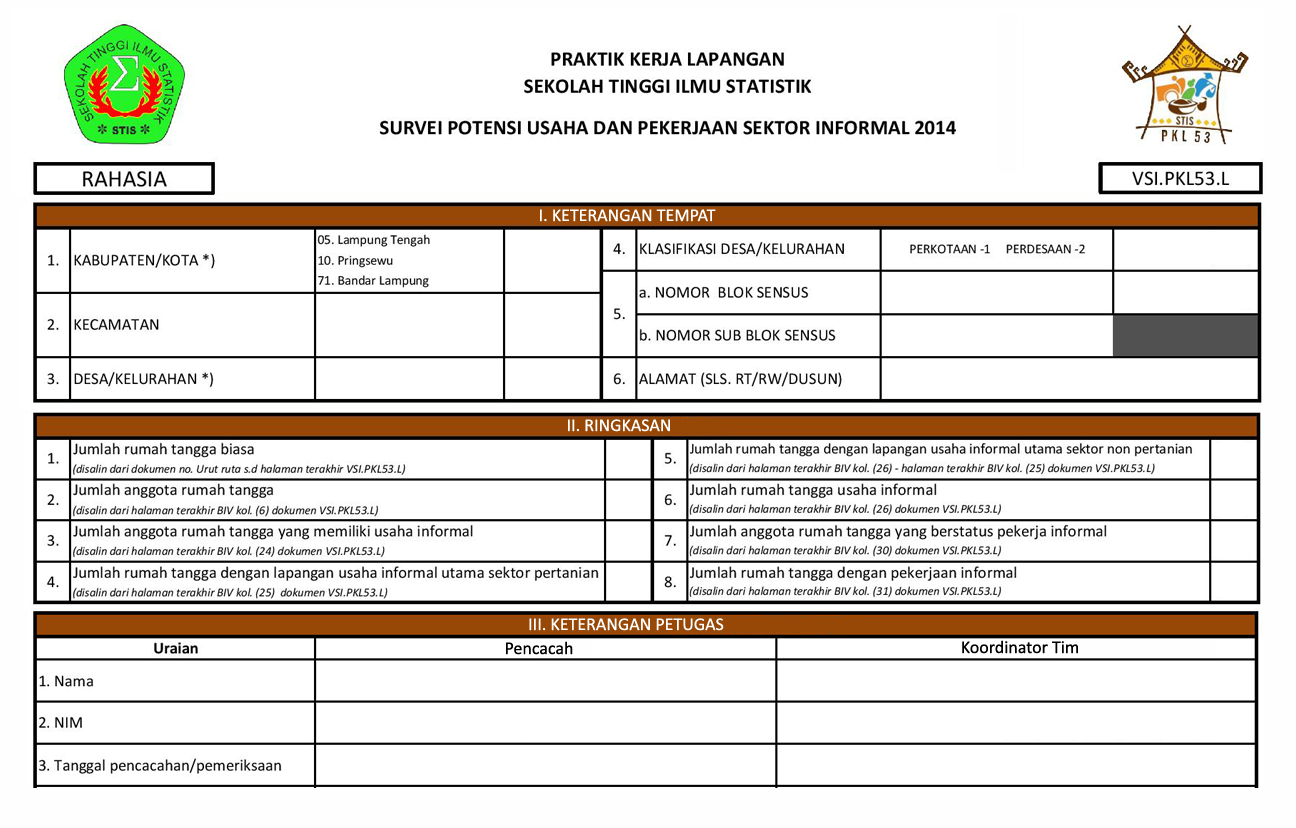 SEKOLAH TINGGI ILMU STATISTIK
* STIS *
PRAKTIK KERJA LAPANGAN
SEKOLAH TINGGI ILMU STATISTIK
SURVEI POTENSI USAHA DAN PEKERJAAN SEKTOR INFORMAL 2014
STIS
PKL 53
RAHASIA
VSI.PKL53.L
I. KETERANGAN TEMPAT
1. KABUPATEN/KOTA *)
05. Lampung Tengah
10. Pringsewu
71. Bandar Lampung
2. KECAMATAN
3. DESA/KELURAHAN *)
4. KLASIFIKASI DESA/KELURAHAN PERKOTAAN -1 PERDESAAN -2
5.
a. NOMOR BLOK SENSUS
b. NOMOR SUB BLOK SENSUS
6. ALAMAT (SLS. RT/RW/DUSUN)
II. RINGKASAN
1. Jumlah rumah tangga biasa
(disalin dari dokumen no. Urut ruta s.d halaman terakhir VSI.PKL53.L)
2. Jumlah anggota rumah tangga
(disalin dari halaman terakhir BIV kol. (6) dokumen VSI.PKL53.L)
3. Jumlah anggota rumah tangga yang memiliki usaha informal
(disalin dari halaman terakhir BIV kol. (24) dokumen VSI.PKL53.L)
4. Jumlah rumah tangga dengan lapangan usaha informal utama sektor pertanian
(disalin dari halaman terakhir BIV kol. (25) dokumen VSI.PKL53.L)
5. Jumlah rumah tangga dengan lapangan usaha informal utama sektor non pertanian
(disalin dari halaman terakhir BIV kol. (26) - halaman terakhir BIV kol. (25) dokumen VSI.PKL53.L)
6. Jumlah rumah tangga usaha informal
(disalin dari halaman terakhir BIV kol. (26) dokumen VSI.PKL53.L)
7. Jumlah anggota rumah tangga yang berstatus pekerja informal
(disalin dari halaman terakhir BIV kol. (30) dokumen VSI.PKL53.L)
8. Jumlah rumah tangga dengan pekerjaan informal
(disalin dari halaman terakhir BIV kol. (31) dokumen VSI.PKL53.L)
III. KETERANGAN PETUGAS
Uraian Pencacah Koordinator Tim
1. Nama
2. NIM
3. Tanggal pencacahan/pemeriksaan